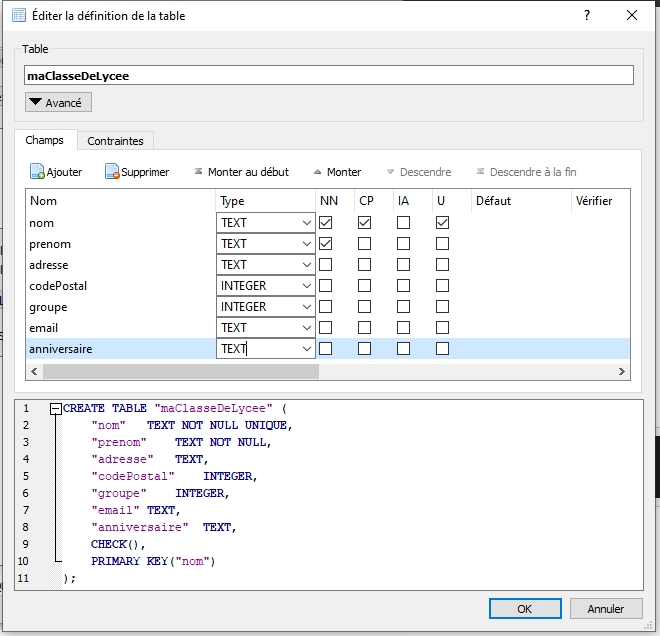 Éditer la définition de la table ?
Table
maClasseDeLycee
Avancé
Champs Contraintes
Ajouter Supprimer Monter au début Monter Descendre Descendre à la fin
Nom Type NN CP IA U Défaut Vérifier
nom TEXT
prenom TEXT
adresse TEXT
codePostal INTEGER
groupe INTEGER
email TEXT
anniversaire TEXT
1 CREATE TABLE "maClasseDeLycee" (
2 "nom" TEXT NOT NULL UNIQUE,
3 "prenom" TEXT NOT NULL,
4 "adresse" TEXT,
5 "codePostal" INTEGER,
6 "groupe" INTEGER,
7 "email" TEXT,
8 "anniversaire" TEXT,
9 CHECK(),
10 PRIMARY KEY("nom")
11 );
OK Annuler